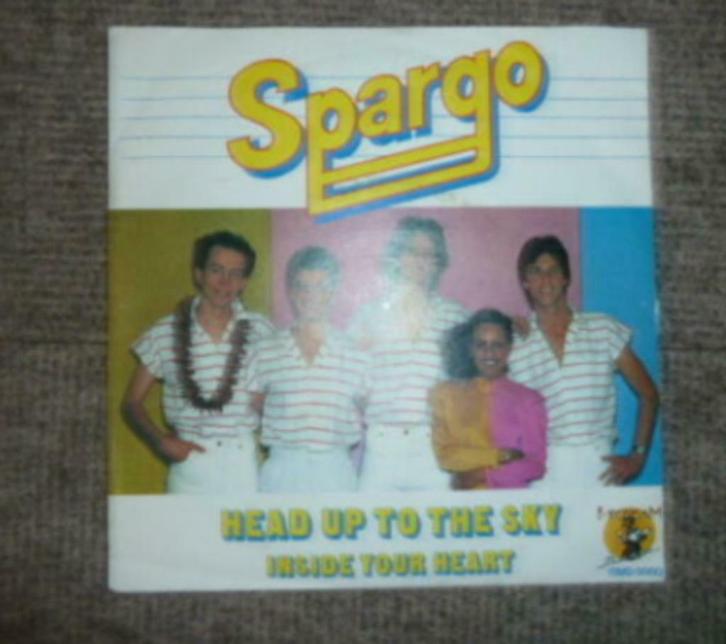 Spargo
HEAD UP TO THE SKY
INSIDE YOUR HEART